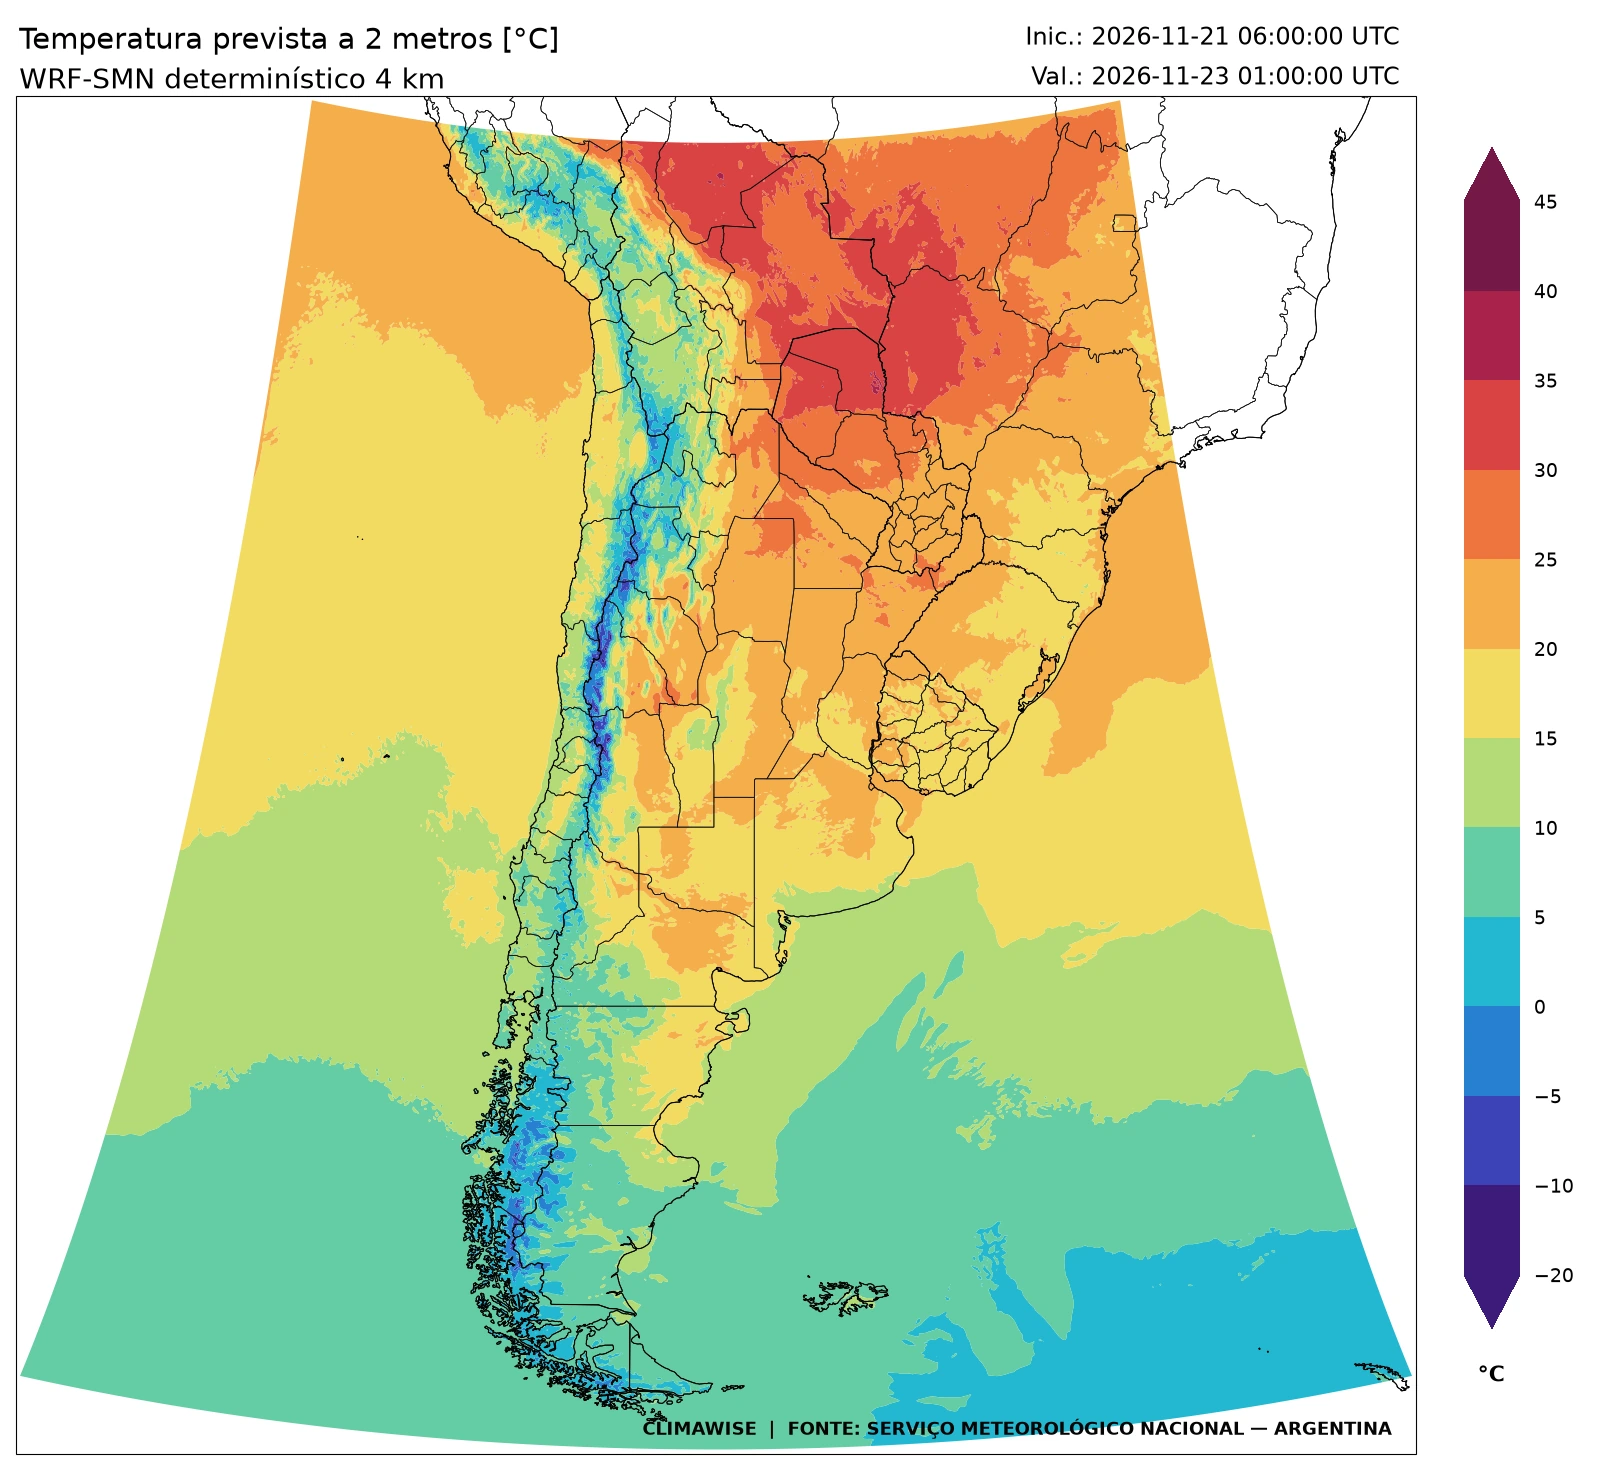 Temperatura prevista a 2 metros [°C]
WRF-SMN determinístico 4 km
Inic.: 2026-11-21 06:00:00 UTC
Val.: 2026-11-23 01:00:00 UTC
45
40
35
30
25
20
15
10
5
0
−5
−10
−20
°C
CLIMAWISE | FONTE: SERVIÇO METEOROLÓGICO NACIONAL — ARGENTINA